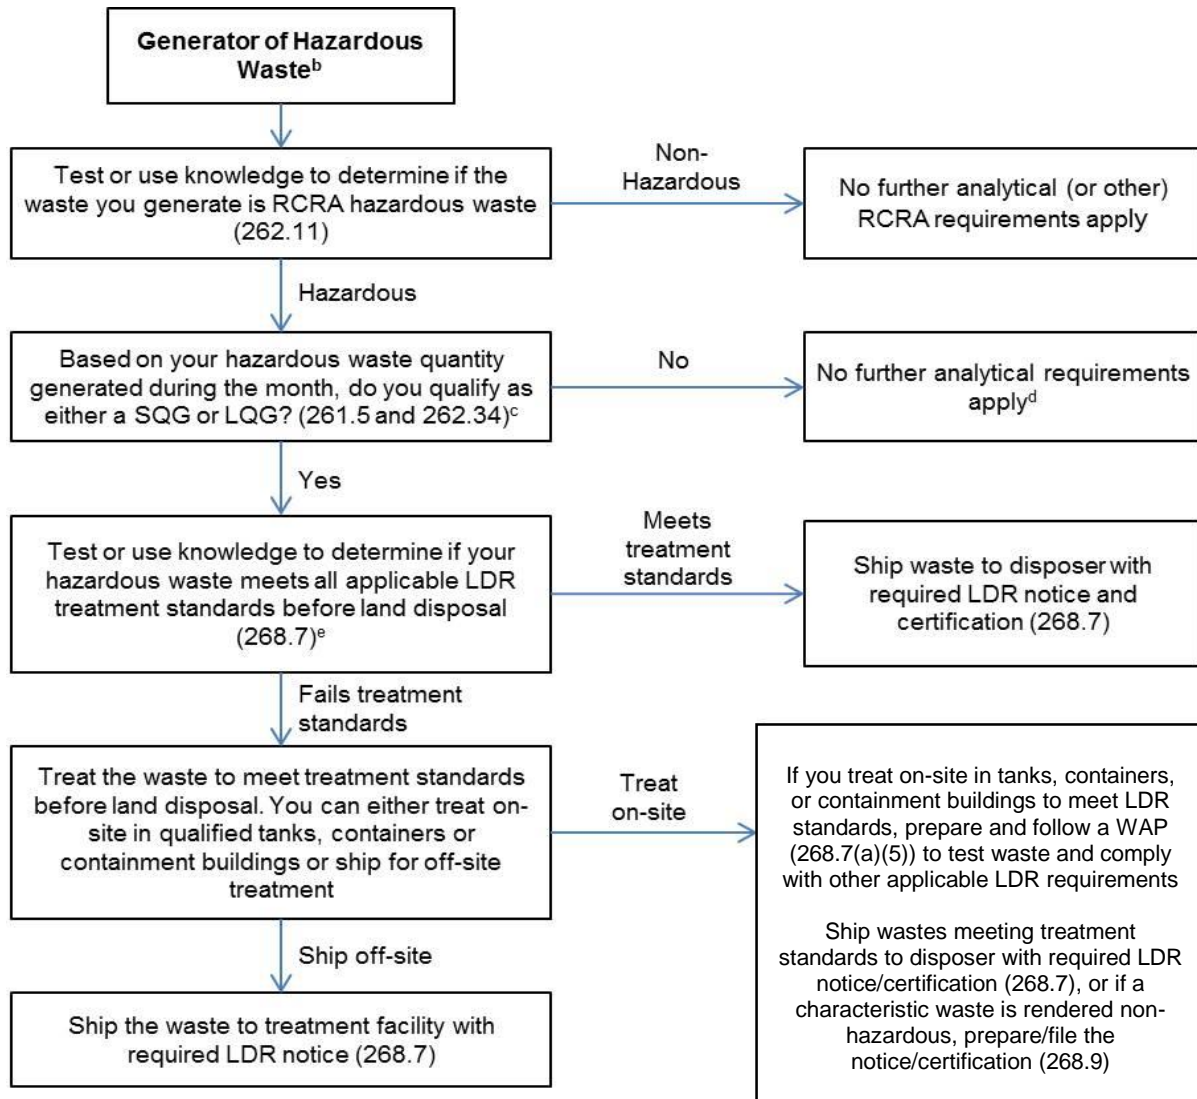 Generator of Hazardous
Wasteᵇ
Test or use knowledge to determine if the
waste you generate is RCRA hazardous waste
(262.11)
Non-
Hazardous
No further analytical (or other)
RCRA requirements apply
Hazardous
Based on your hazardous waste quantity
generated during the month, do you qualify as
either a SQG or LQG? (261.5 and 262.34)ᶜ
No
No further analytical requirements
applyᵈ
Yes
Test or use knowledge to determine if your
hazardous waste meets all applicable LDR
treatment standards before land disposal
(268.7)ᵉ
Meets
treatment
standards
Ship waste to disposer with
required LDR notice and
certification (268.7)
Fails treatment
standards
Treat the waste to meet treatment standards
before land disposal. You can either treat on-
site in qualified tanks, containers or
containment buildings or ship for off-site
treatment
Treat
on-site
If you treat on-site in tanks, containers,
or containment buildings to meet LDR
standards, prepare and follow a WAP
(268.7(a)(5)) to test waste and comply
with other applicable LDR requirements
Ship wastes meeting treatment
standards to disposer with required LDR
notice/certification (268.7), or if a
characteristic waste is rendered non-
hazardous, prepare/file the
notice/certification (268.9)
Ship off-site
Ship the waste to treatment facility with
required LDR notice (268.7)